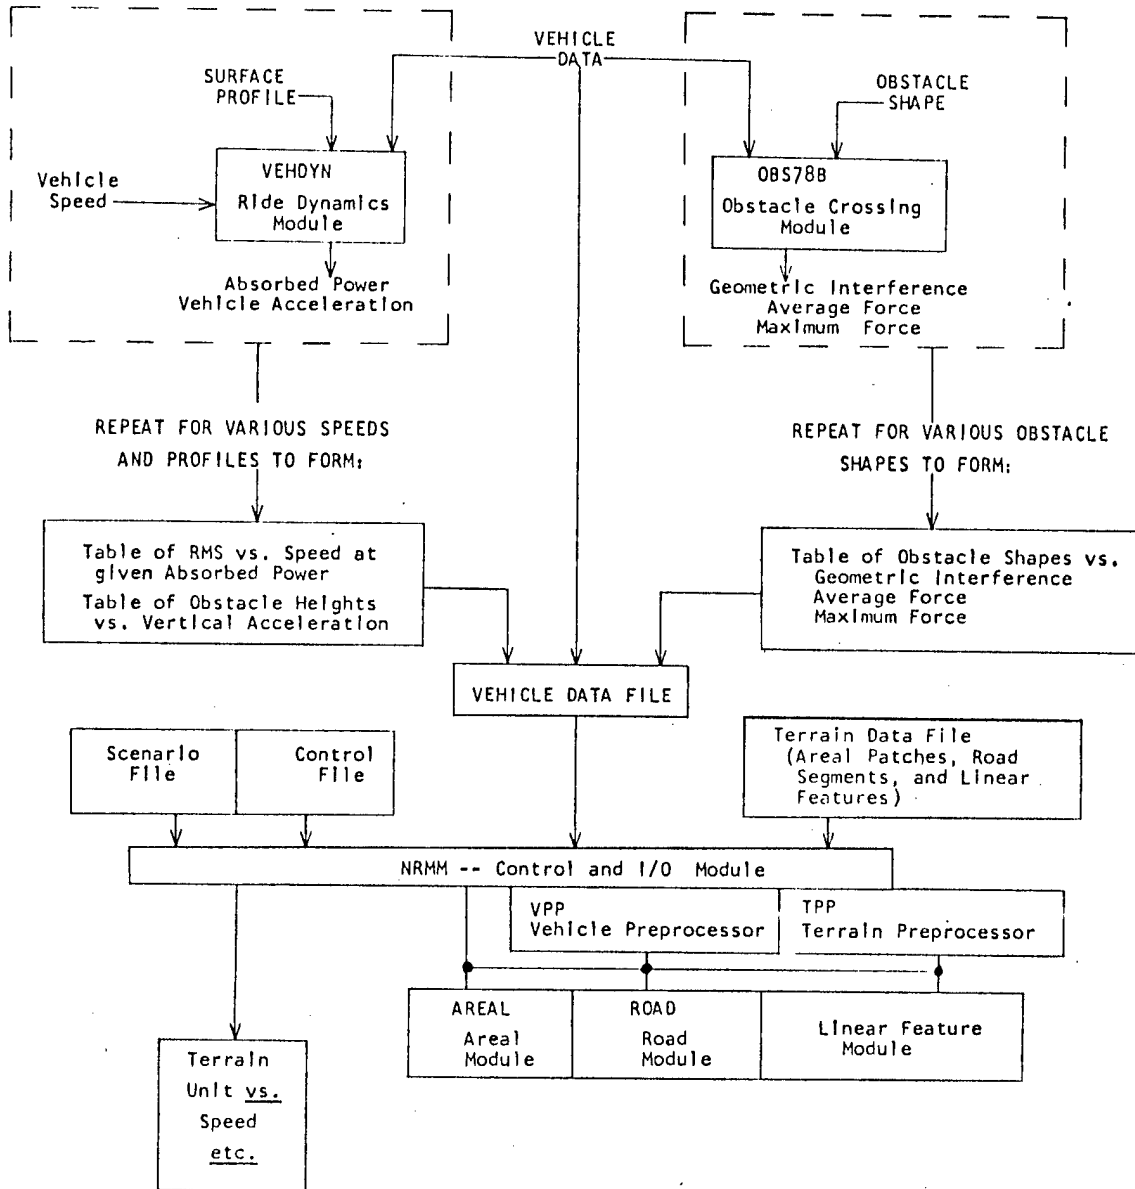 VEHICLE
DATA
SURFACE
PROFILE
OBSTACLE
SHAPE
Vehicle
Speed
VEHDYN
Ride Dynamics
Module
OBS78B
Obstacle Crossing
Module
Absorbed Power
Vehicle Acceleration
Geometric Interference
Average Force
Maximum Force
REPEAT FOR VARIOUS SPEEDS
AND PROFILES TO FORM:
REPEAT FOR VARIOUS OBSTACLE
SHAPES TO FORM:
Table of RMS vs. Speed at
given Absorbed Power
Table of Obstacle Heights
vs. Vertical Acceleration
Table of Obstacle Shapes vs.
Geometric Interference
Average Force
Maximum Force
VEHICLE DATA FILE
Scenario
File
Control
File
Terrain Data File
(Areal Patches, Road
Segments, and Linear
Features)
NRMM -- Control and I/O Module
VPP
Vehicle Preprocessor
TPP
Terrain Preprocessor
AREAL
Areal
Module
ROAD
Road
Module
Linear Feature
Module
Terrain
Unit vs.
Speed
etc.